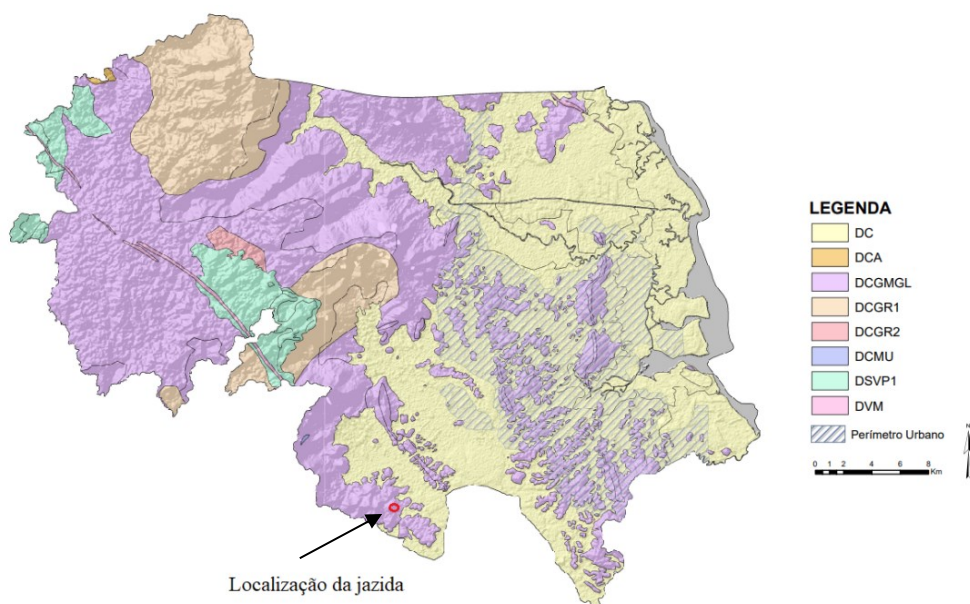 LEGENDA
DC
DCA
DCGMGL
DCGR1
DCGR2
DCMU
DSVP1
DVM
Perímetro Urbano
0 1 2 4 6 8
Km
N
Localização da jazida